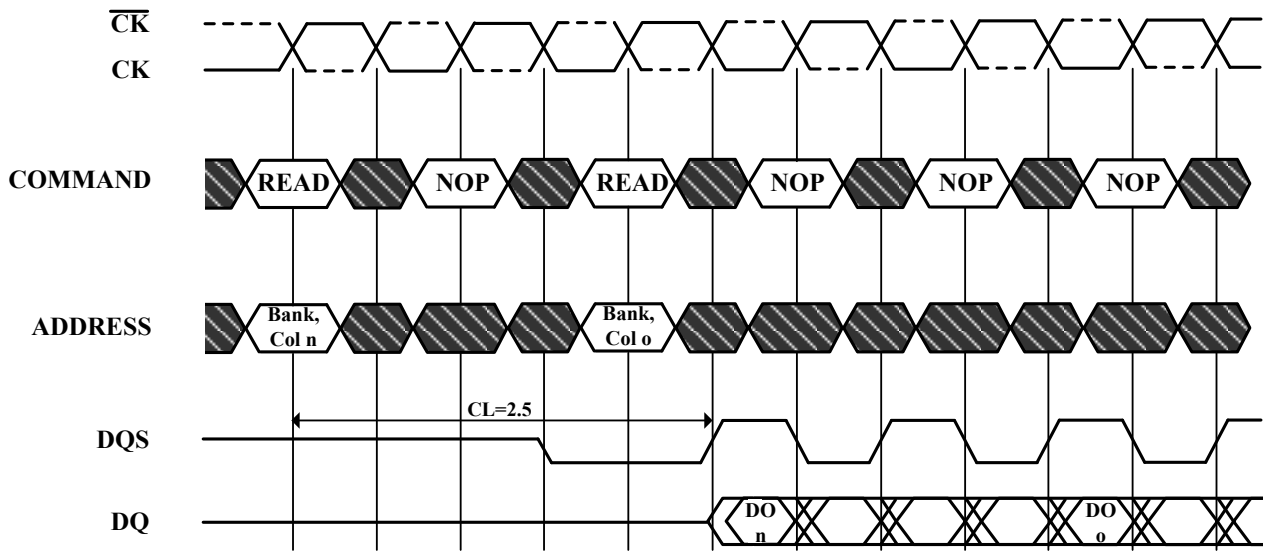 CK
CK
COMMAND
READ NOP READ NOP NOP NOP
ADDRESS
Bank,
Col n
Bank,
Col o
CL=2.5
DQS
DQ
DO
n
DO
o